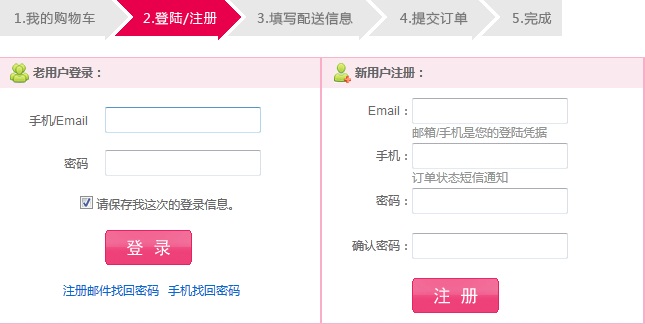 1.我的购物车
2.登陆/注册
3.填写配送信息
4.提交订单
5.完成
老用户登录：
手机/Email
密码
请保存我这次的登录信息。
登 录
注册邮件找回密码 手机找回密码
新用户注册：
Email：
邮箱/手机是您的登陆凭据
手机：
订单状态短信通知
密码：
确认密码：
注 册